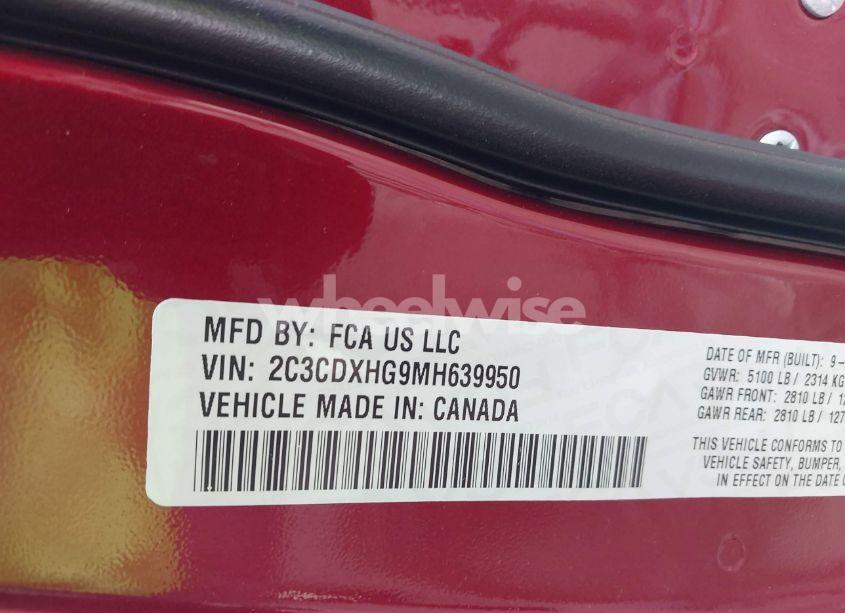 wheelwise
MFD BY: FCA US LLC
VIN: 2C3CDXHG9MH639950
VEHICLE MADE IN: CANADA
DATE OF MFR (BUILT): 9-
GVWR: 5100 LB / 2314 KG
GAWR FRONT: 2810 LB / 12
GAWR REAR: 2810 LB / 127
THIS VEHICLE CONFORMS TO
VEHICLE SAFETY, BUMPER,
IN EFFECT ON THE DATE O